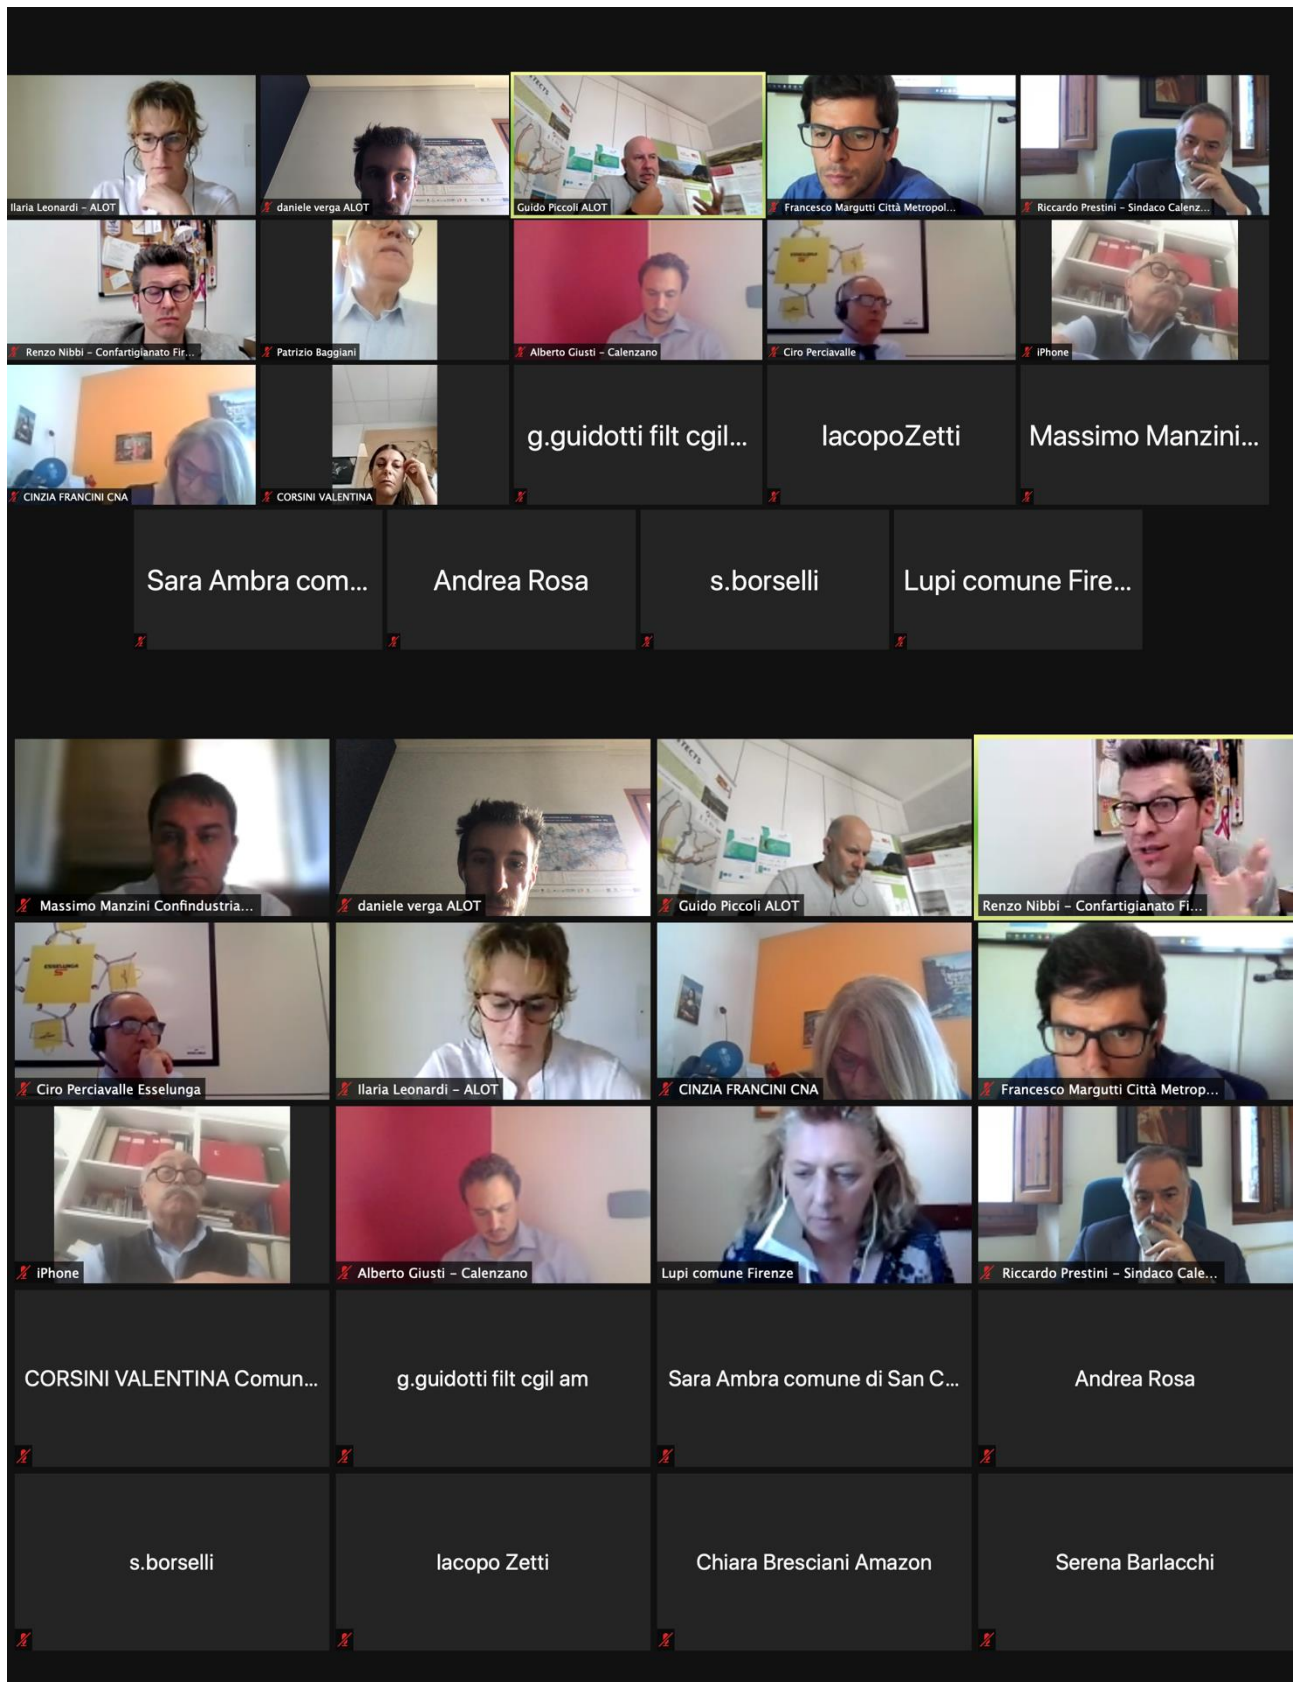 Ilaria Leonardi – ALOT
daniele verga ALOT
Guido Piccoli ALOT
Francesco Margutti Città Metropol...
Riccardo Prestini – Sindaco Calenz...
Renzo Nibbi – Confartigianato Fir...
Patrizio Baggiani
Alberto Giusti – Calenzano
Ciro Perciavalle
iPhone
CINZIA FRANCINI CNA
CORSINI VALENTINA
g.guidotti filt cgil...
IacopoZetti
Massimo Manzini...
Sara Ambra com...
Andrea Rosa
s.borselli
Lupi comune Fire...
Massimo Manzini Confindustria...
daniele verga ALOT
Guido Piccoli ALOT
Renzo Nibbi – Confartigianato Fi...
ESSELUNGA
Ciro Perciavalle Esselunga
Ilaria Leonardi – ALOT
CINZIA FRANCINI CNA
Francesco Margutti Città Metrop...
iPhone
Alberto Giusti – Calenzano
Lupi comune Firenze
Riccardo Prestini – Sindaco Cale...
CORSINI VALENTINA Comun...
g.guidotti filt cgil am
Sara Ambra comune di San C...
Andrea Rosa
s.borselli
Iacopo Zetti
Chiara Bresciani Amazon
Serena Barlacchi